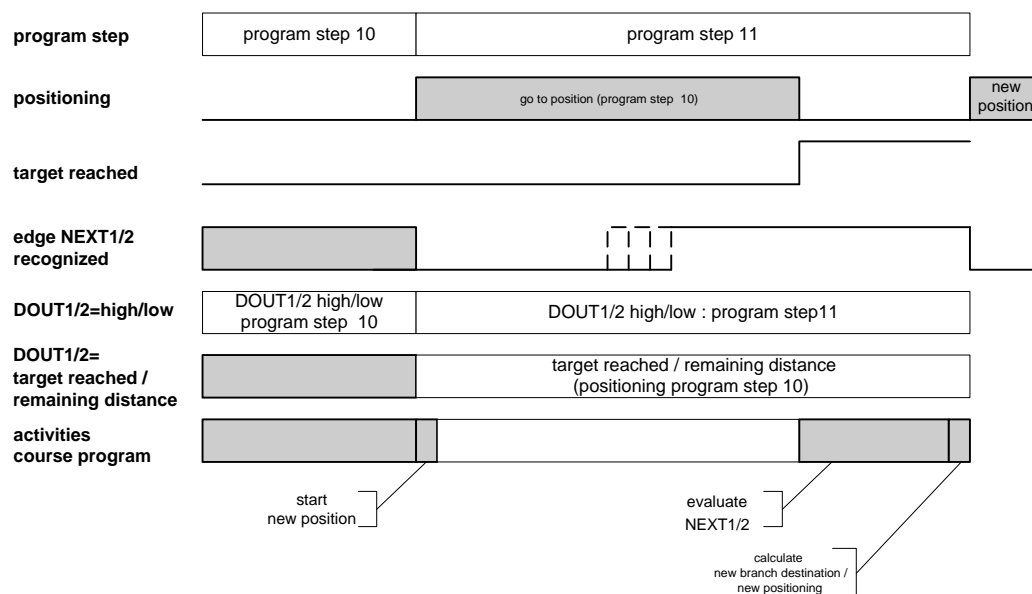 program step
program step 10
program step 11
positioning
go to position (program step 10)
new
position
target reached
edge NEXT1/2
recognized
DOUT1/2=high/low
DOUT1/2 high/low
program step 10
DOUT1/2 high/low : program step11
DOUT1/2=
target reached /
remaining distance
target reached / remaining distance
(positioning program step 10)
activities
course program
start
new position
evaluate
NEXT1/2
calculate
new branch destination /
new positioning